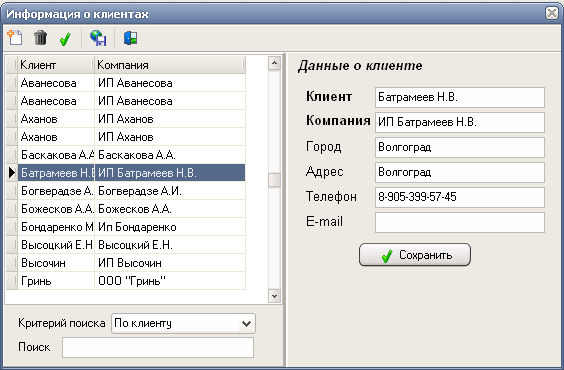 Информация о клиентах
Клиент Компания
Аванесова ИП Аванесова
Аванесова ИП Аванесова
Аханов ИП Аханов
Аханов ИП Аханов
Баскакова А.А Баскакова А.А.
Батрамеев Н.В ИП Батрамеев Н.В.
Богверадзе А. Богверадзе А.И.
Божесков А.А. Божесков А.А.
Бондаренко М Ип Бондаренко
Высоцкий Е.Н. Высоцкий Е.Н.
Высочин ИП Высочин
Гринь ООО "Гринь"
Критерий поиска По клиенту
Поиск
Данные о клиенте
Клиент Батрамеев Н.В.
Компания ИП Батрамеев Н.В.
Город Волгоград
Адрес Волгоград
Телефон 8-905-399-57-45
E-mail
Сохранить